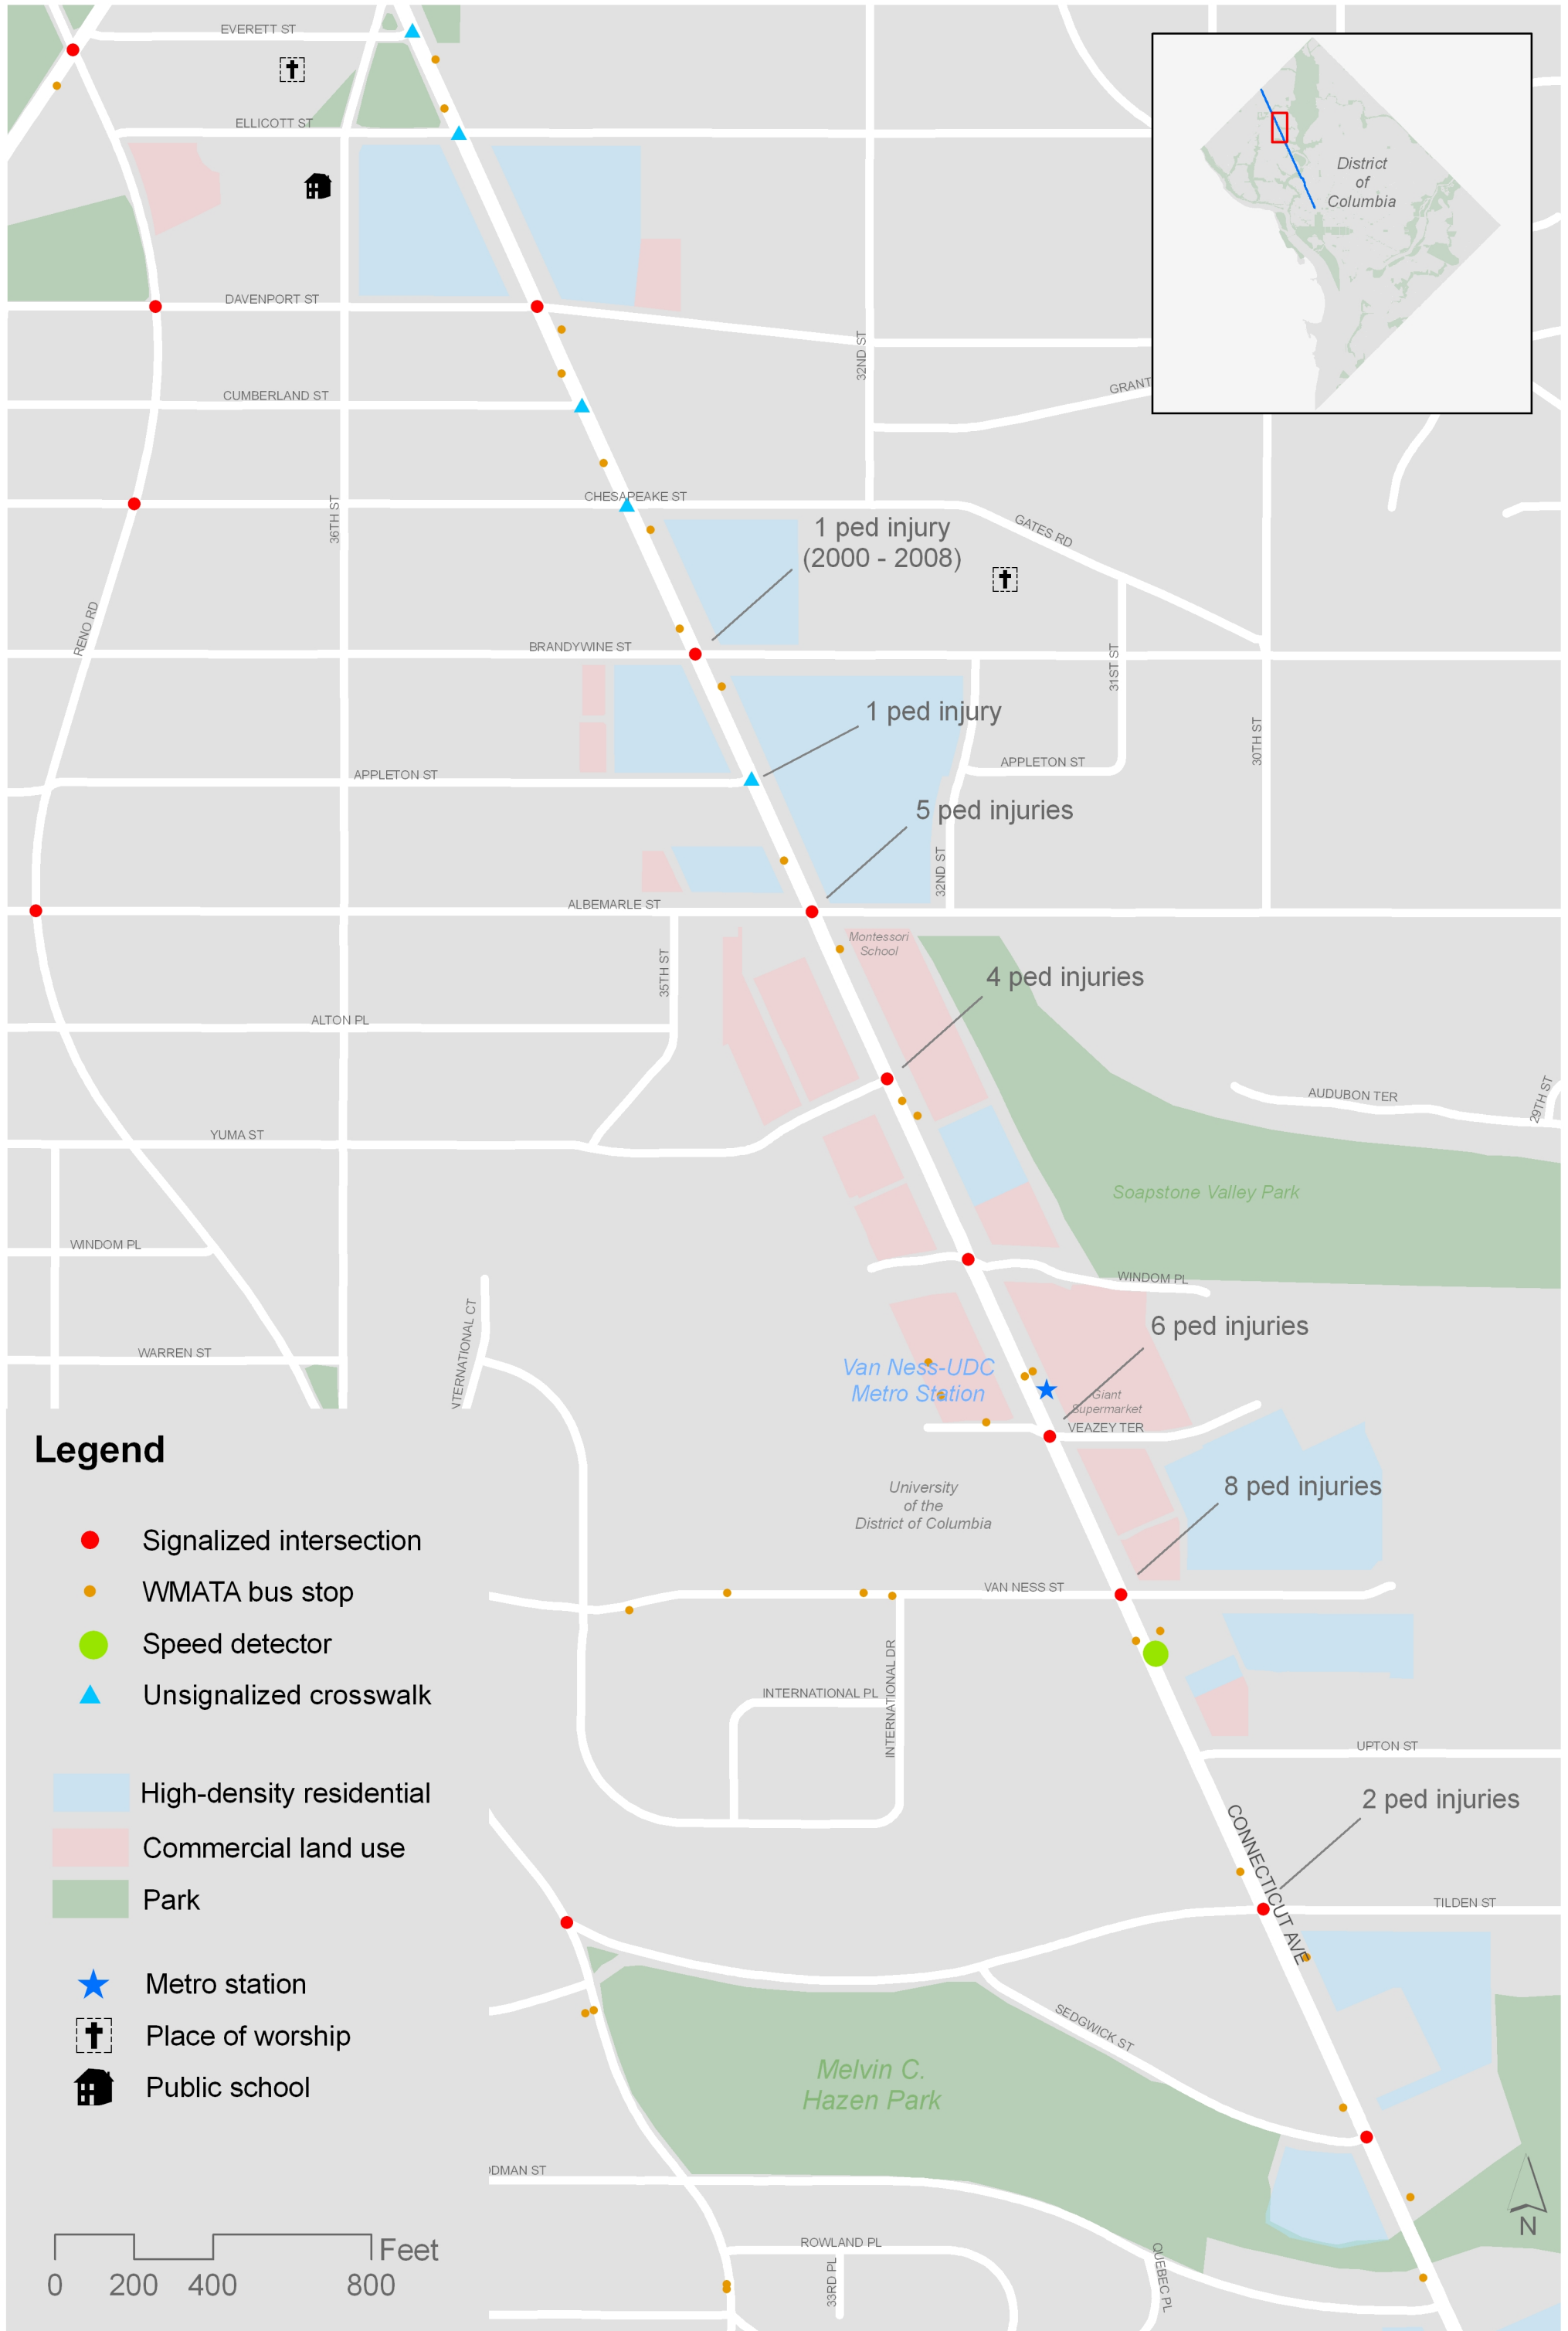 EVERETT ST
ELLICOTT ST
District
of
Columbia
DAVENPORT ST
32ND ST
GRANT
CUMBERLAND ST
CHESAPEAKE ST
36TH ST
GATES RD
1 ped injury
(2000 - 2008)
RENO RD
BRANDYWINE ST
31ST ST
1 ped injury
30TH ST
APPLETON ST
APPLETON ST
5 ped injuries
32ND ST
ALBEMARLE ST
Montessori
School
35TH ST
4 ped injuries
ALTON PL
AUDUBON TER
29TH ST
YUMA ST
Soapstone Valley Park
WINDOM PL
WINDOM PL
6 ped injuries
WARREN ST
NTERNATIONAL CT
Van Ness-UDC
Metro Station
Giant
Supermarket
VEAZEY TER
Legend
8 ped injuries
University
of the
District of Columbia
Signalized intersection
WMATA bus stop
VAN NESS ST
Speed detector
Unsignalized crosswalk
INTERNATIONAL PL
INTERNATIONAL DR
UPTON ST
High-density residential
2 ped injuries
Commercial land use
CONNECTICUT AVE
Park
TILDEN ST
Metro station
Place of worship
SEDGWICK ST
Public school
Melvin C.
Hazen Park
DMAN ST
N
ROWLAND PL
33RD PL
QUEBEC PL
Feet
0 200 400 800